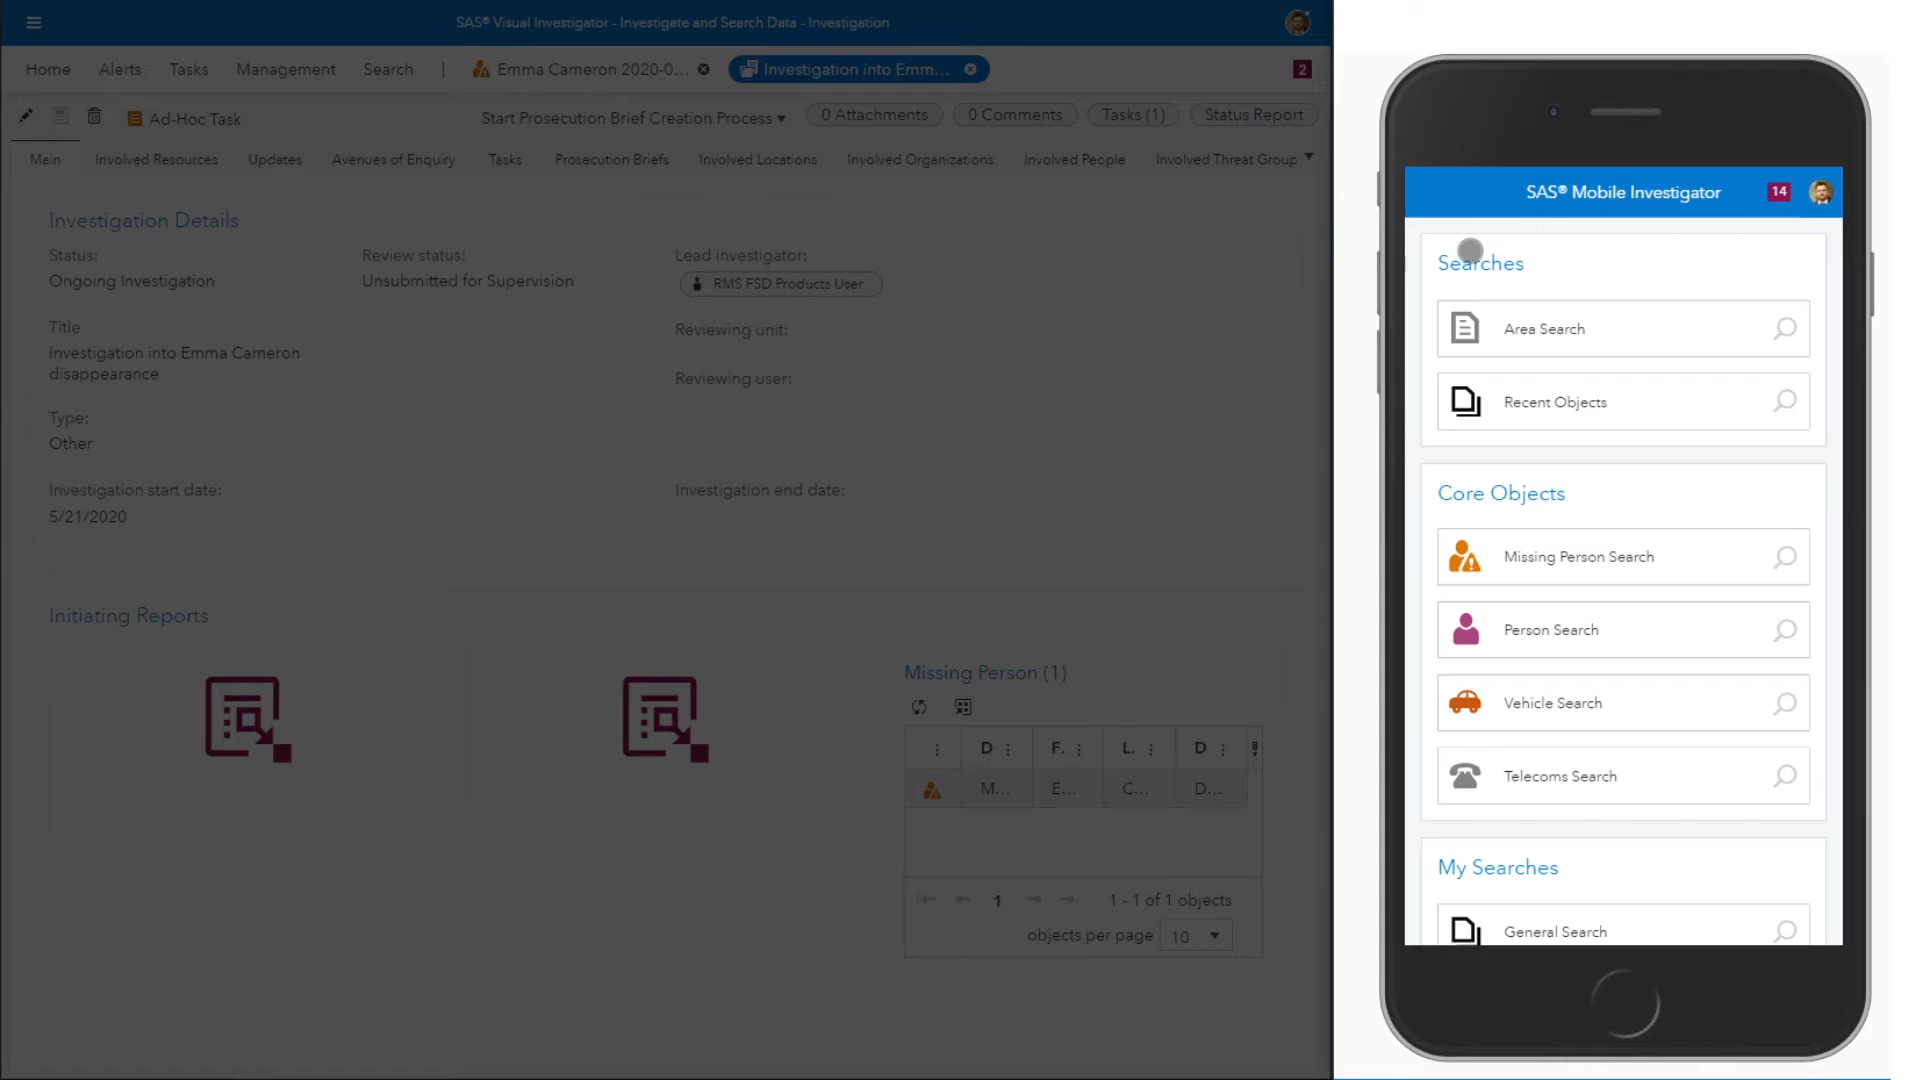 SAS® Visual Investigator - Investigate and Search Data - Investigation
Home Alerts Tasks Management Search | Emma Cameron 2020-0... Investigation into Emm... 2
Ad-Hoc Task Start Prosecution Brief Creation Process 0 Attachments 0 Comments Tasks (1) Status Report
Main Involved Resources Updates Avenues of Enquiry Tasks Prosecution Briefs Involved Locations Involved Organizations Involved People Involved Threat Group
Investigation Details
Status: Review status: Lead investigator:
Ongoing Investigation Unsubmitted for Supervision RMS FSD Products User
Title Reviewing unit:
Investigation into Emma Cameron
disappearance Reviewing user:
Type:
Other
Investigation start date: Investigation end date:
5/21/2020
Initiating Reports
Missing Person (1)
D F. L. D
M... E... C... D...
1 1 - 1 of 1 objects
objects per page 10
SAS® Mobile Investigator 14
Searches
Area Search
Recent Objects
Core Objects
Missing Person Search
Person Search
Vehicle Search
Telecoms Search
My Searches
General Search